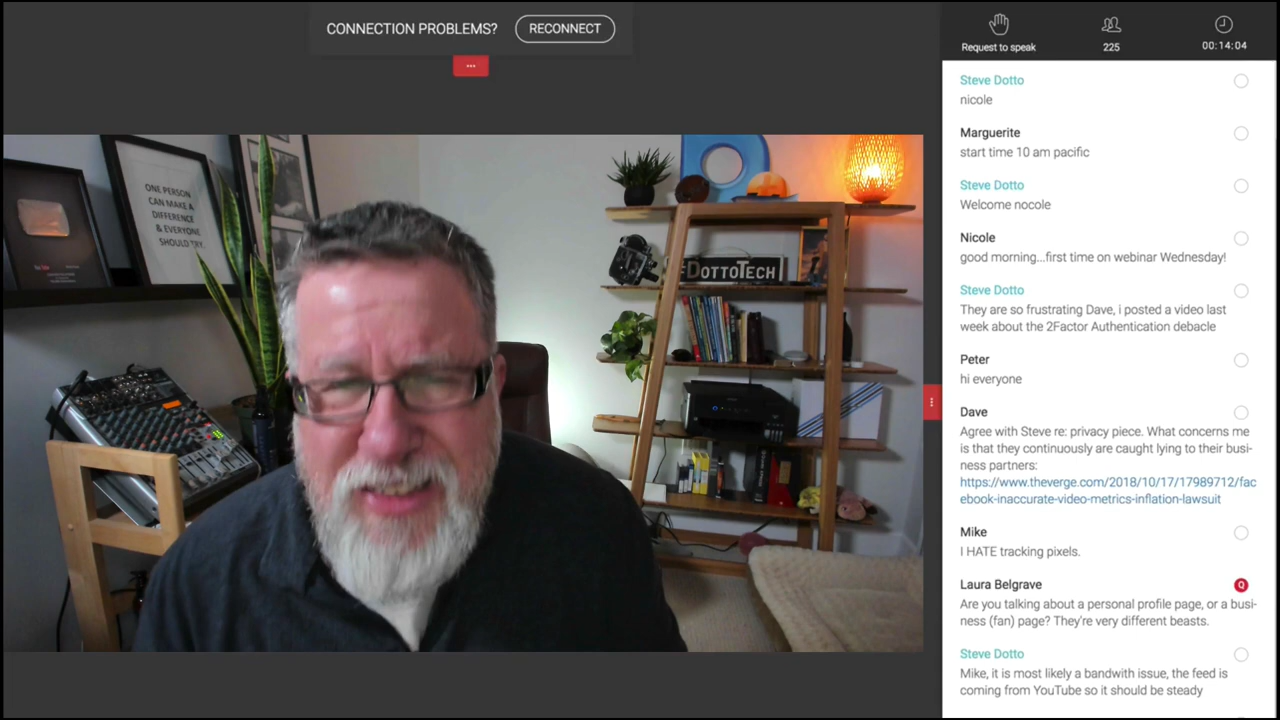 CONNECTION PROBLEMS? RECONNECT
...
Request to speak
225
00:14:04
ONE PERSON
CAN MAKE A
DIFFERENCE
& EVERYONE
SHOULD TRY.
DOTTOTECH
...
Steve Dotto
nicole
Marguerite
start time 10 am pacific
Steve Dotto
Welcome nocole
Nicole
good morning...first time on webinar Wednesday!
Steve Dotto
They are so frustrating Dave, i posted a video last
week about the 2Factor Authentication debacle
Peter
hi everyone
Dave
Agree with Steve re: privacy piece. What concerns me
is that they continuously are caught lying to their busi-
ness partners:
https://www.theverge.com/2018/10/17/17989712/fac
ebook-inaccurate-video-metrics-inflation-lawsuit
Mike
I HATE tracking pixels.
Laura Belgrave
Q
Are you talking about a personal profile page, or a busi-
ness (fan) page? They're very different beasts.
Steve Dotto
Mike, it is most likely a bandwith issue, the feed is
coming from YouTube so it should be steady